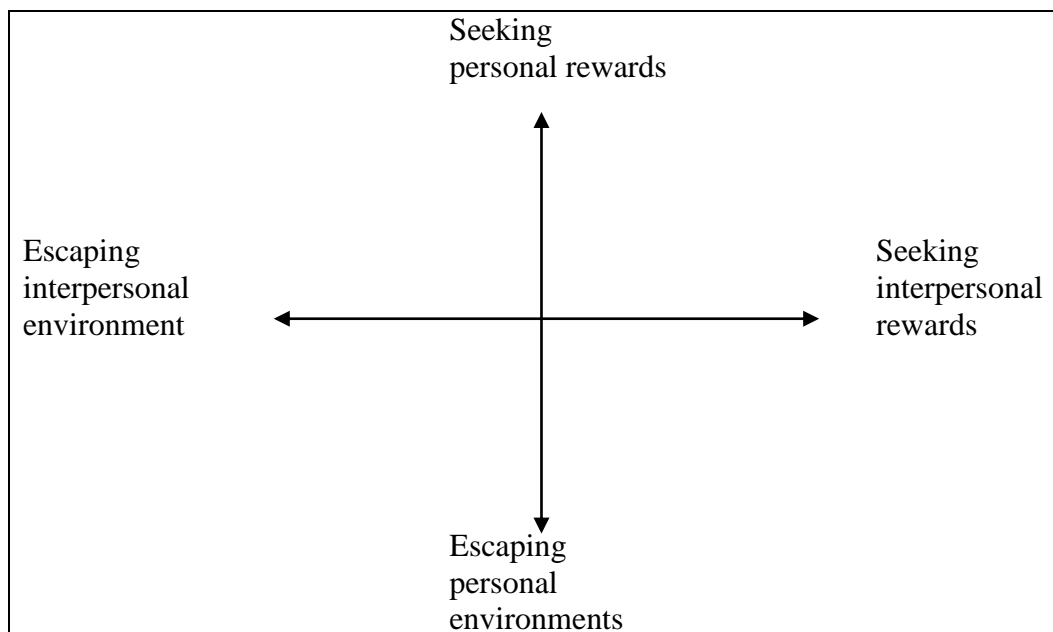 Seeking
personal rewards
Escaping
interpersonal
environment
Seeking
interpersonal
rewards
Escaping
personal
environments